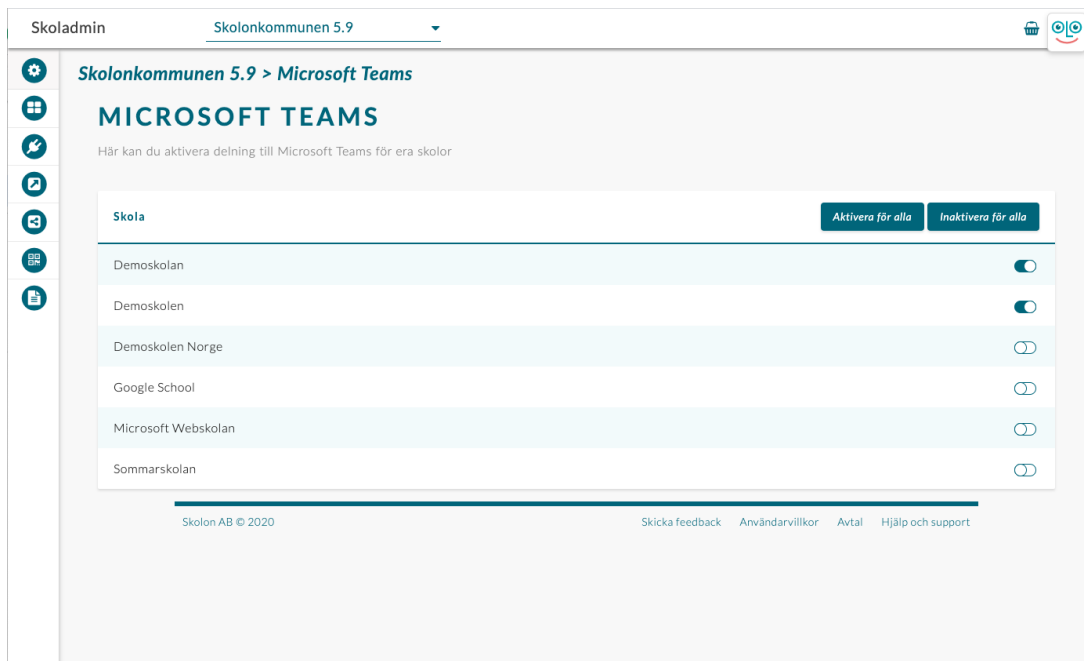 Skoladmin Skolonkommunen 5.9
Skolonkommunen 5.9 > Microsoft Teams
MICROSOFT TEAMS
Här kan du aktivera delning till Microsoft Teams för era skolor
Skola Aktivera för alla Inaktivera för alla
Demoskolan
Demoskolen
Demoskolen Norge
Google School
Microsoft Webskolan
Sommarskolan
Skolon AB © 2020 Skicka feedback Användarvillkor Avtal Hjälp och support